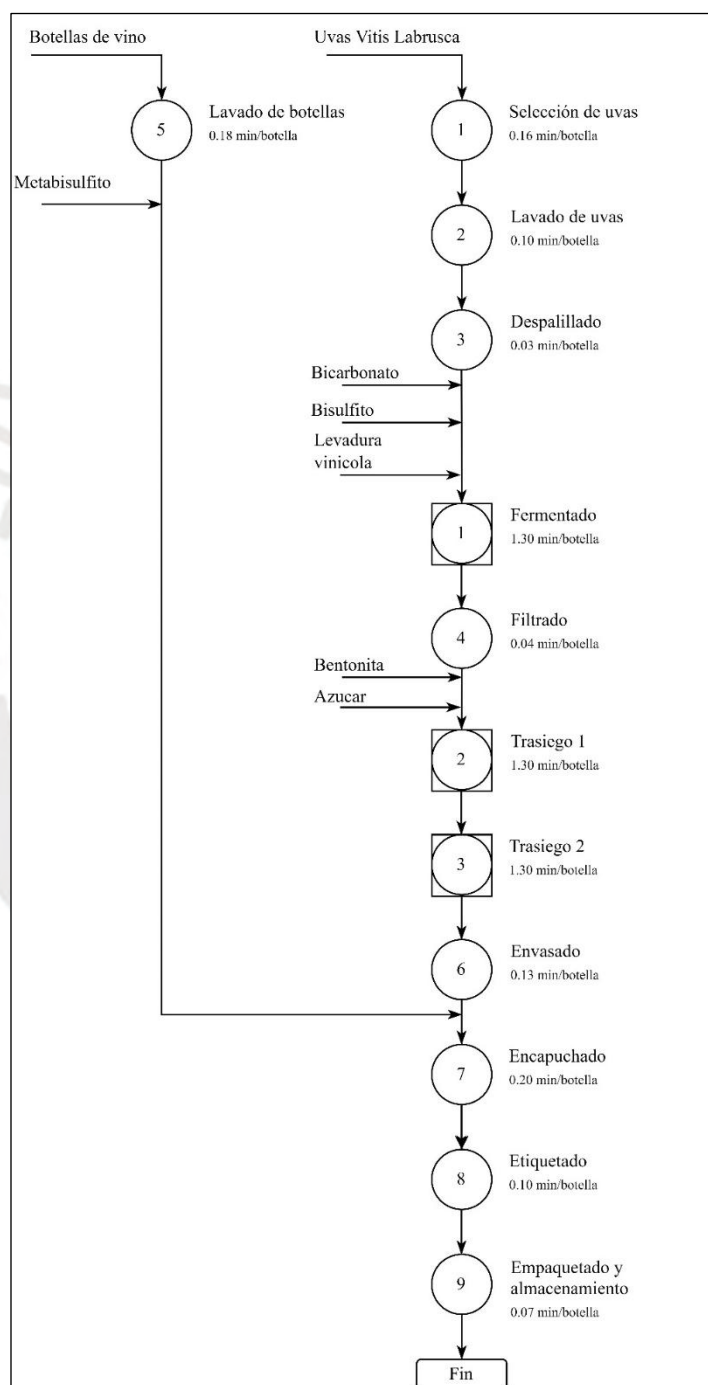 Botellas de vino
Uvas Vitis Labrusca
5
Lavado de botellas
0.18 min/botella
1
Selección de uvas
0.16 min/botella
Metabisulfito
2
Lavado de uvas
0.10 min/botella
3
Despalillado
0.03 min/botella
Bicarbonato
Bisulfito
Levadura
vinícola
1
Fermentado
1.30 min/botella
4
Filtrado
0.04 min/botella
Bentonita
Azucar
2
Trasiego 1
1.30 min/botella
3
Trasiego 2
1.30 min/botella
6
Envasado
0.13 min/botella
7
Encapuchado
0.20 min/botella
8
Etiquetado
0.10 min/botella
9
Empaquetado y
almacenamiento
0.07 min/botella
Fin